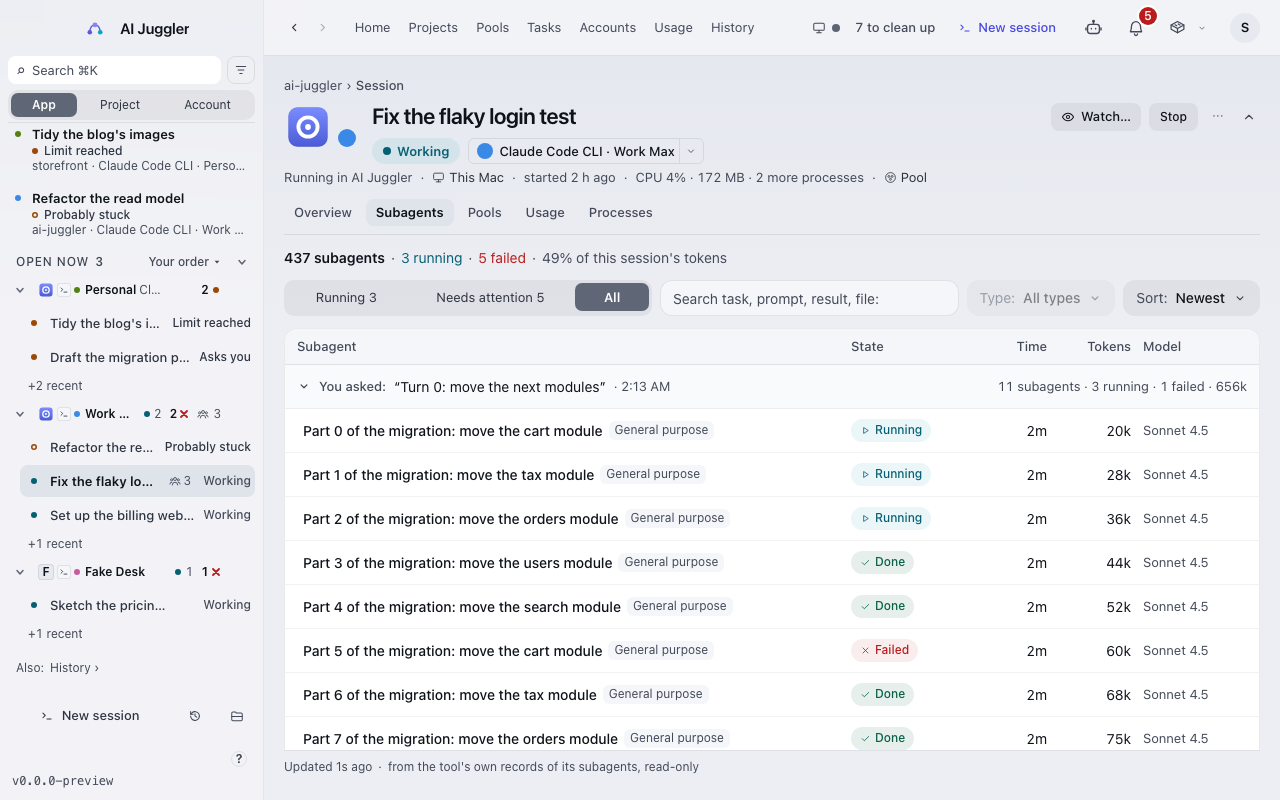 AI Juggler
Search ⌘K
App Project Account
Tidy the blog's images
Limit reached
storefront · Claude Code CLI · Perso…
Refactor the read model
Probably stuck
ai-juggler · Claude Code CLI · Work …
OPEN NOW 3 Your order
Personal Cl… 2
Tidy the blog's i… Limit reached
Draft the migration p… Asks you
+2 recent
Work … 2 2 3
Refactor the re… Probably stuck
Fix the flaky lo… 3 Working
Set up the billing web… Working
+1 recent
F Fake Desk 1 1
Sketch the pricin… Working
+1 recent
Also: History ›
New session
?
v0.0.0-preview
Home Projects Pools Tasks Accounts Usage History
7 to clean up New session 5 S
ai-juggler › Session
Fix the flaky login test
Watch… Stop ···
Working Claude Code CLI · Work Max
Running in AI Juggler · This Mac · started 2 h ago · CPU 4% · 172 MB · 2 more processes · Pool
Overview Subagents Pools Usage Processes
437 subagents · 3 running · 5 failed · 49% of this session's tokens
Running 3 Needs attention 5 All Search task, prompt, result, file: Type: All types Sort: Newest
Subagent State Time Tokens Model
You asked: “Turn 0: move the next modules” · 2:13 AM 11 subagents · 3 running · 1 failed · 656k
Part 0 of the migration: move the cart module General purpose Running 2m 20k Sonnet 4.5
Part 1 of the migration: move the tax module General purpose Running 2m 28k Sonnet 4.5
Part 2 of the migration: move the orders module General purpose Running 2m 36k Sonnet 4.5
Part 3 of the migration: move the users module General purpose Done 2m 44k Sonnet 4.5
Part 4 of the migration: move the search module General purpose Done 2m 52k Sonnet 4.5
Part 5 of the migration: move the cart module General purpose Failed 2m 60k Sonnet 4.5
Part 6 of the migration: move the tax module General purpose Done 2m 68k Sonnet 4.5
Part 7 of the migration: move the orders module General purpose Done 2m 75k Sonnet 4.5
Updated 1s ago · from the tool's own records of its subagents, read-only